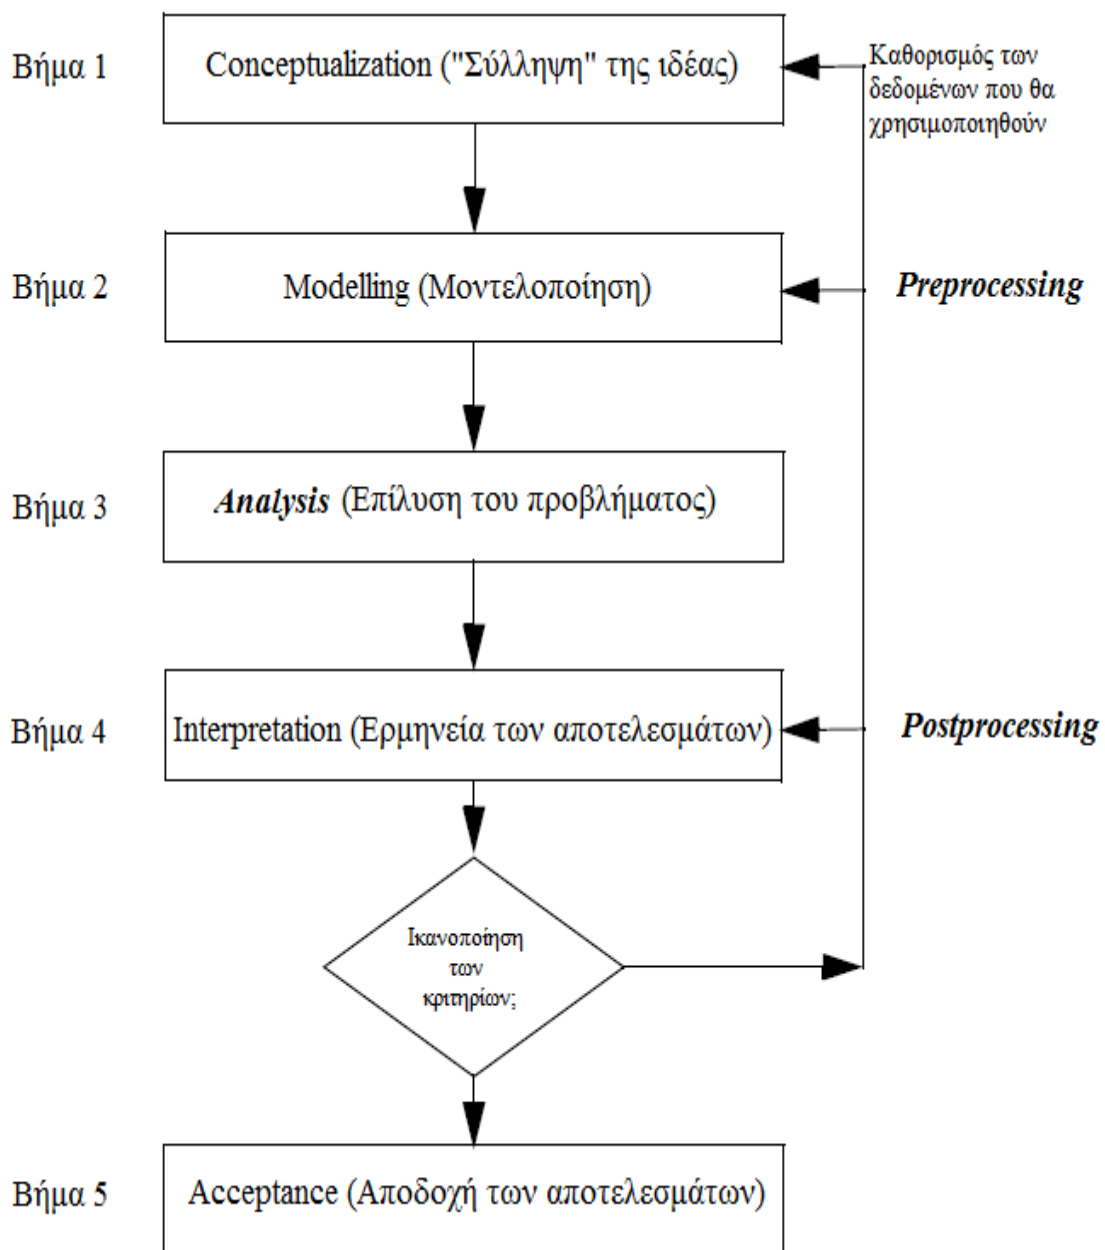 Βήμα 1
Conceptualization ("Σύλληψη" της ιδέας)
Καθορισμός των
δεδομένων που θα
χρησιμοποιηθούν
Βήμα 2
Modelling (Μοντελοποίηση)
Preprocessing
Βήμα 3
Analysis (Επίλυση του προβλήματος)
Βήμα 4
Interpretation (Ερμηνεία των αποτελεσμάτων)
Postprocessing
Ικανοποίηση
των
κριτηρίων;
Βήμα 5
Acceptance (Αποδοχή των αποτελεσμάτων)